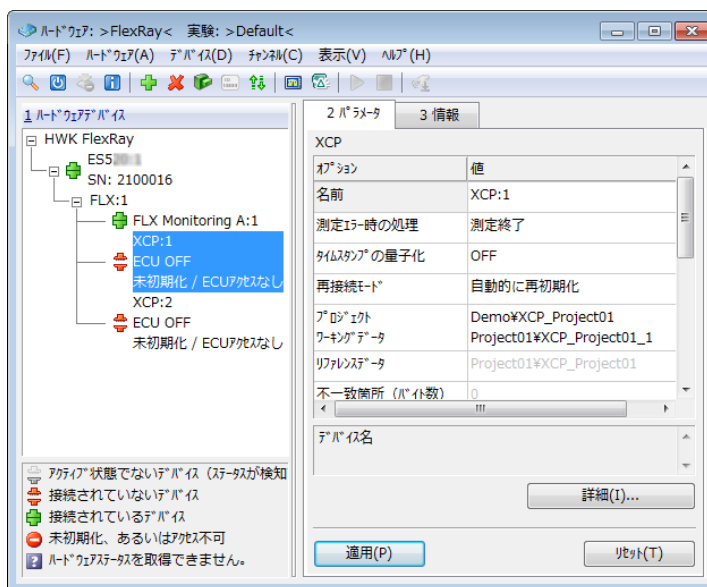 ﾊｰﾄﾞｳｪｱ: >FlexRay<　実験: >Default<
ﾌｧｲﾙ(F) ﾊｰﾄﾞｳｪｱ(A) ﾃﾞﾊﾞｲｽ(D) ﾁｬﾝﾈﾙ(C) 表示(V) ﾍﾙﾌﾟ(H)
1 ﾊｰﾄﾞｳｪｱﾃﾞﾊﾞｲｽ
HWK FlexRay
ES5
SN: 2100016
FLX:1
FLX Monitoring A:1
XCP:1
ECU OFF
未初期化 / ECUｱｸｾｽなし
XCP:2
ECU OFF
未初期化 / ECUｱｸｾｽなし
ｱｸﾃｨﾌﾞ状態でないﾃﾞﾊﾞｲｽ（ｽﾃｰﾀｽが検知
接続されていないﾃﾞﾊﾞｲｽ
接続されているﾃﾞﾊﾞｲｽ
未初期化、あるいはｱｸｾｽ不可
ﾊｰﾄﾞｳｪｱｽﾃｰﾀｽを取得できません。
2 ﾊﾟﾗﾒｰﾀ 3 情報
XCP
ｵﾌﾟｼｮﾝ 値
名前 XCP:1
測定ｴﾗｰ時の処理 測定終了
ﾀｲﾑｽﾀﾝﾌﾟの量子化 OFF
再接続ﾓｰﾄﾞ 自動的に再初期化
ﾌﾟﾛｼﾞｪｸﾄ Demo¥XCP_Project01
ﾜｰｷﾝｸﾞﾃﾞｰﾀ Project01¥XCP_Project01_1
ﾘﾌｧﾚﾝｽﾃﾞｰﾀ Project01¥XCP_Project01
不一致箇所（ﾊﾞｲﾄ数） 0
ﾃﾞﾊﾞｲｽ名
詳細(I)...
適用(P) ﾘｾｯﾄ(T)